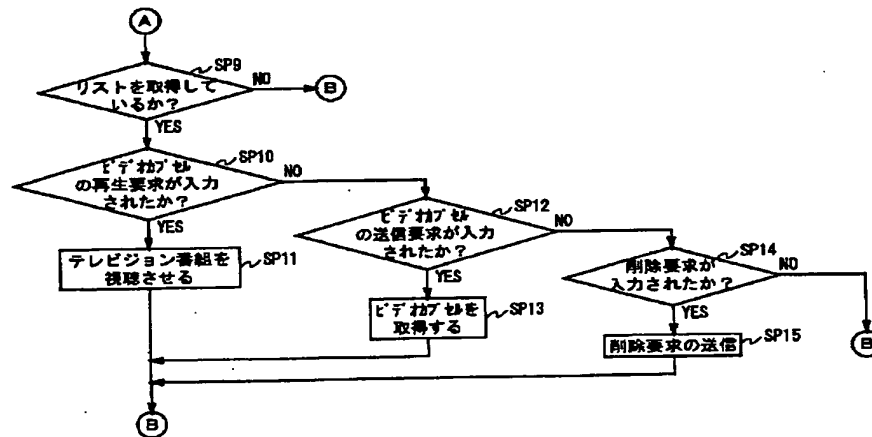 A
SP9
リストを取得して
いるか?
NO
B
YES
SP10
ビデオカプセル
の再生要求が入力
されたか?
NO
YES
SP12
ビデオカプセル
の送信要求が入力
されたか?
NO
YES
SP14
削除要求が
入力されたか?
NO
YES
テレビジョン番組を
視聴させる
SP11
ビデオカプセルを
取得する
SP13
削除要求の送信
SP15
B
B